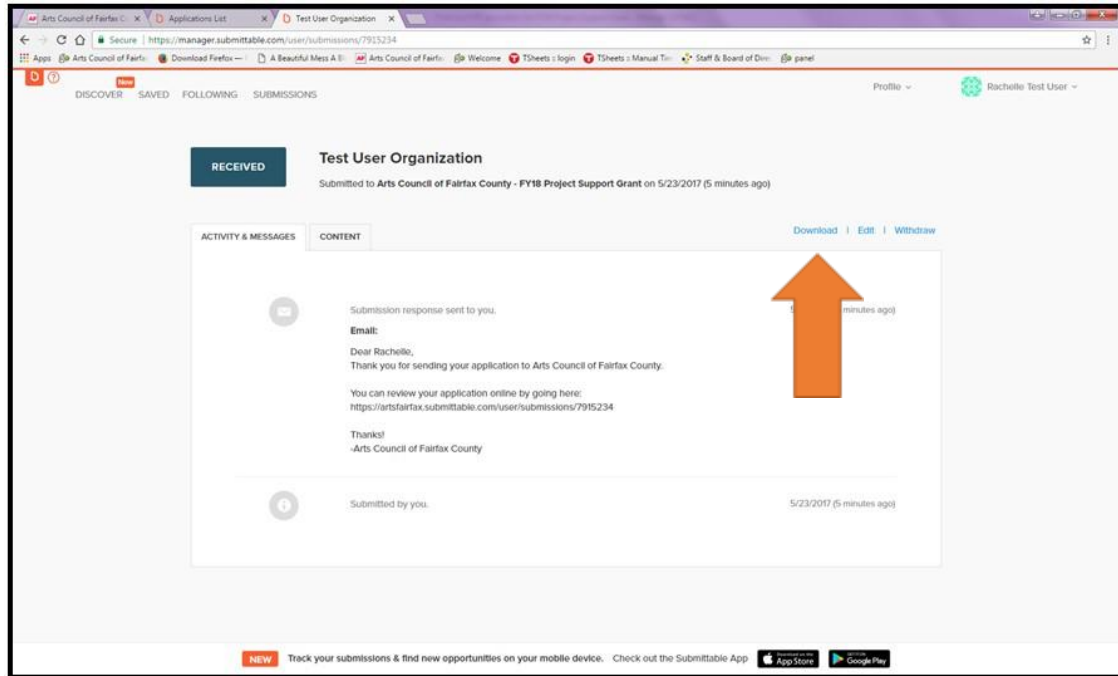 Arts Council of Fairfax C
Applications List
Test User Organization
Secure | https://manager.submittable.com/user/submissions/7915234
Apps
Arts Council of Fairfa
Download Firefox —
A Beautiful Mess A B
Arts Council of Fairfa
Welcome
TSheets :: login
TSheets :: Manual Tim
Staff & Board of Dire
panel
New
DISCOVER SAVED FOLLOWING SUBMISSIONS
Profile
Rachelle Test User
RECEIVED
Test User Organization
Submitted to Arts Council of Fairfax County - FY18 Project Support Grant on 5/23/2017 (5 minutes ago)
ACTIVITY & MESSAGES
CONTENT
Download | Edit | Withdraw
Submission response sent to you.
minutes ago)
Email:
Dear Rachelle,
Thank you for sending your application to Arts Council of Fairfax County.
You can review your application online by going here:
https://artsfairfax.submittable.com/user/submissions/7915234
Thanks!
-Arts Council of Fairfax County
Submitted by you.
5/23/2017 (5 minutes ago)
NEW Track your submissions & find new opportunities on your mobile device. Check out the Submittable App
App Store
Google Play